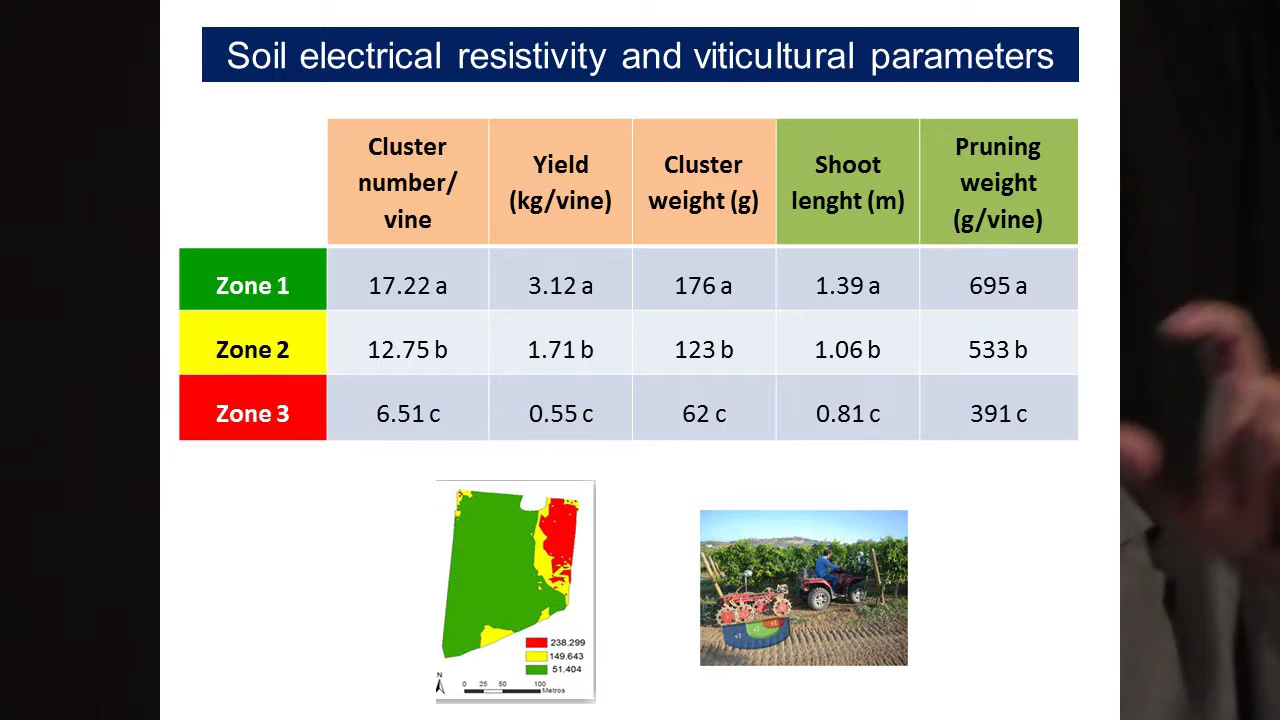 Soil electrical resistivity and viticultural parameters
Cluster number/ vine
Yield (kg/vine)
Cluster weight (g)
Shoot lenght (m)
Pruning weight (g/vine)
Zone 1 17.22 a 3.12 a 176 a 1.39 a 695 a
Zone 2 12.75 b 1.71 b 123 b 1.06 b 533 b
Zone 3 6.51 c 0.55 c 62 c 0.81 c 391 c
238.299
149.643
51.404
N
0 25 50 100
Metros
v1
v2
v3